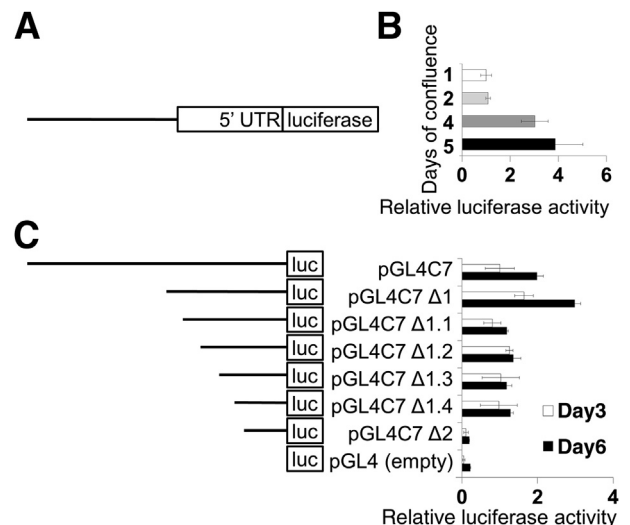 A
5' UTR luciferase
B
Days of confluence
1
2
4
5
0 2 4 6
Relative luciferase activity
C
luc pGL4C7
luc pGL4C7 Δ1
luc pGL4C7 Δ1.1
luc pGL4C7 Δ1.2
luc pGL4C7 Δ1.3
luc pGL4C7 Δ1.4
luc pGL4C7 Δ2
luc pGL4 (empty)
Day3
Day6
0 2 4
Relative luciferase activity